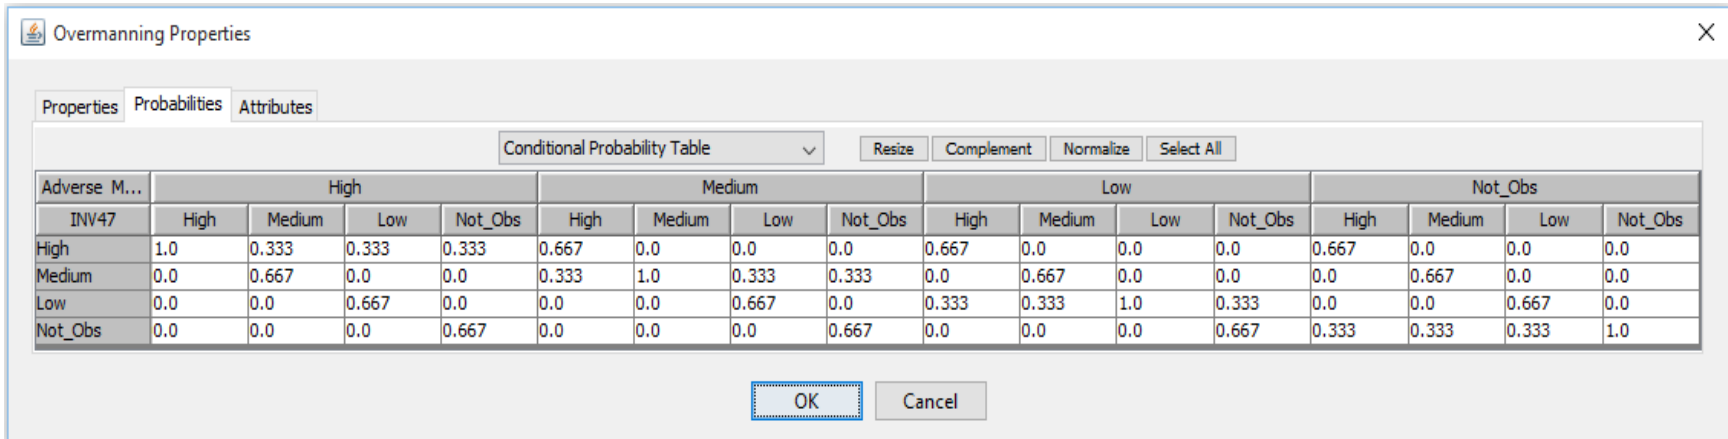 Overmanning Properties
Properties Probabilities Attributes
Conditional Probability Table Resize Complement Normalize Select All
Adverse M... High Medium Low Not_Obs
INV47 High Medium Low Not_Obs High Medium Low Not_Obs High Medium Low Not_Obs High Medium Low Not_Obs
High 1.0 0.333 0.333 0.333 0.667 0.0 0.0 0.0 0.667 0.0 0.0 0.0 0.667 0.0 0.0 0.0
Medium 0.0 0.667 0.0 0.0 0.333 1.0 0.333 0.333 0.0 0.667 0.0 0.0 0.0 0.667 0.0 0.0
Low 0.0 0.0 0.667 0.0 0.0 0.0 0.667 0.0 0.333 0.333 1.0 0.333 0.0 0.0 0.667 0.0
Not_Obs 0.0 0.0 0.0 0.667 0.0 0.0 0.0 0.667 0.0 0.0 0.0 0.667 0.333 0.333 0.333 1.0
OK Cancel